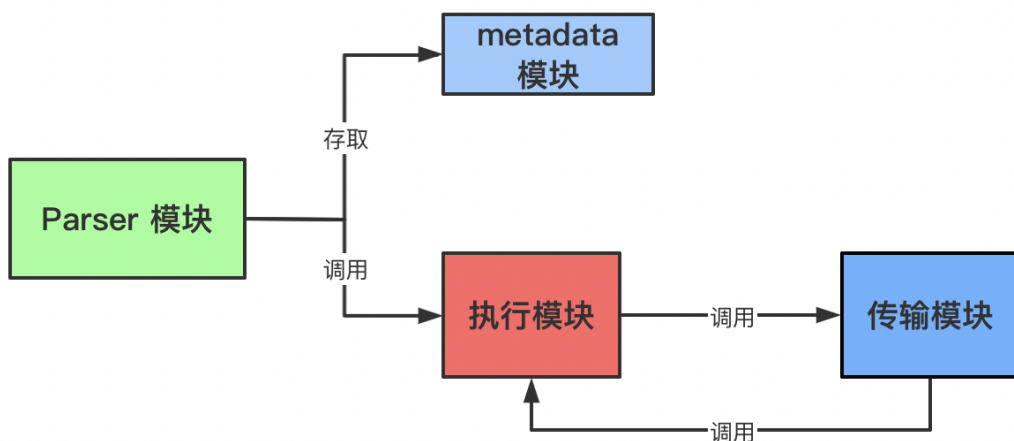 metadata
模块
存取
Parser 模块
调用
执行模块
调用
传输模块
调用